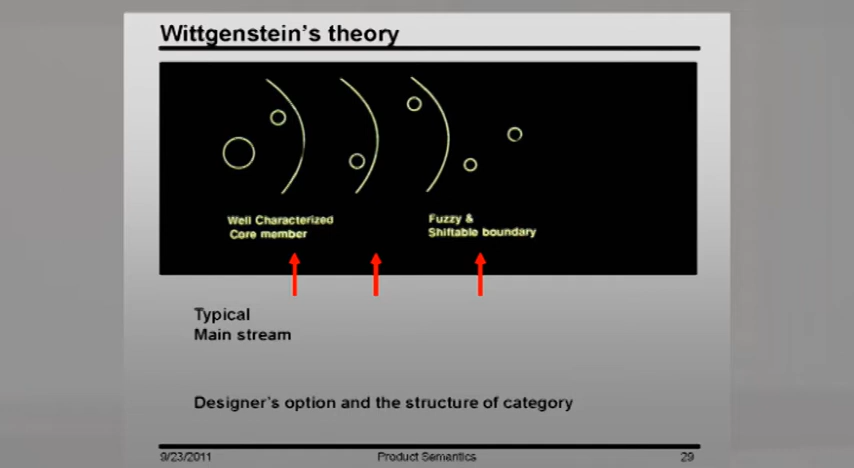 Wittgenstein's theory
Well Characterized
Core member
Fuzzy &
Shiftable boundary
Typical
Main stream
Designer's option and the structure of category
9/23/2011 Product Semantics 29